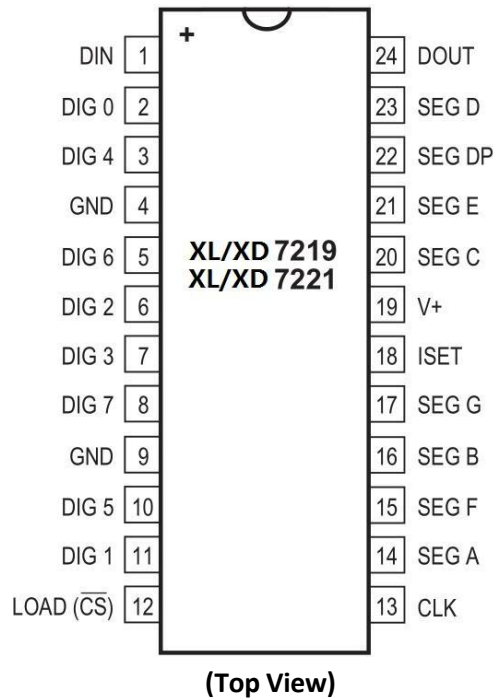 +
DIN 1 24 DOUT
DIG 0 2 23 SEG D
DIG 4 3 22 SEG DP
GND 4 21 SEG E
XL/XD 7219
DIG 6 5 20 SEG C
XL/XD 7221
DIG 2 6 19 V+
DIG 3 7 18 ISET
DIG 7 8 17 SEG G
GND 9 16 SEG B
DIG 5 10 15 SEG F
DIG 1 11 14 SEG A
LOAD (C̅S̅) 12 13 CLK
(Top View)